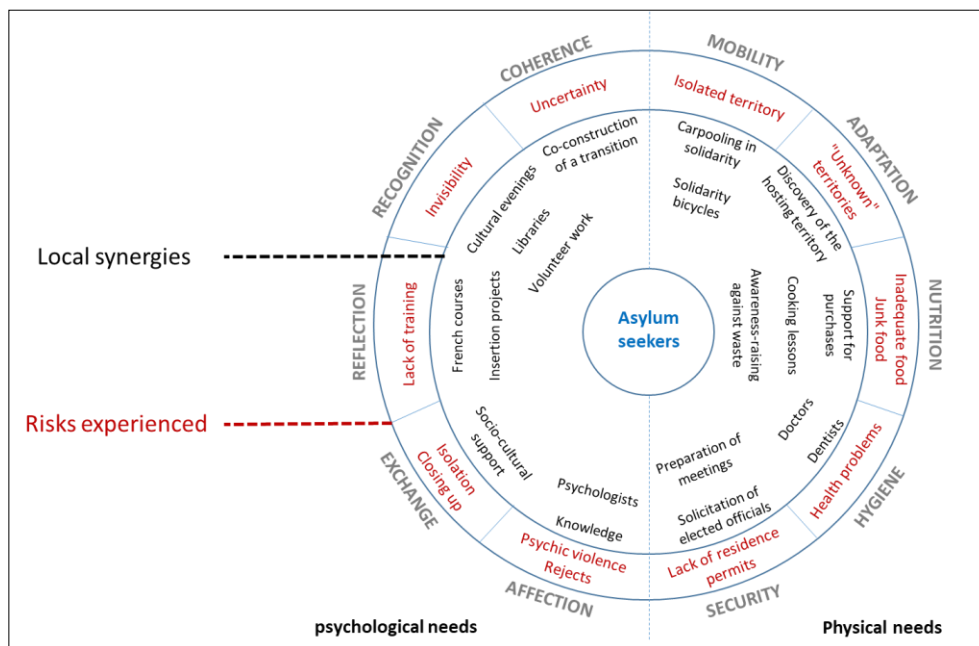 COHERENCE
MOBILITY
Uncertainty
Isolated territory
RECOGNITION
ADAPTATION
Invisibility
"Unknown"
territories
Co-construction
of a transition
Carpooling in
solidarity
Cultural evenings
Libraries
Volunteer work
Solidarity
bicycles
Discovery of the
hosting territory
Local synergies
REFLECTION
Lack of training
French courses
Insertion projects
Asylum
seekers
Awareness-raising
against waste
Cooking lessons
Support for
purchases
Inadequate food
Junk food
NUTRITION
Risks experienced
EXCHANGE
Isolation
Closing up
Socio-cultural
support
Psychologists
Knowledge
Preparation of
meetings
Solicitation of
elected officials
Doctors
Dentists
Health problems
HYGIENE
Psychic violence
Rejects
Lack of residence
permits
AFFECTION
SECURITY
psychological needs
Physical needs